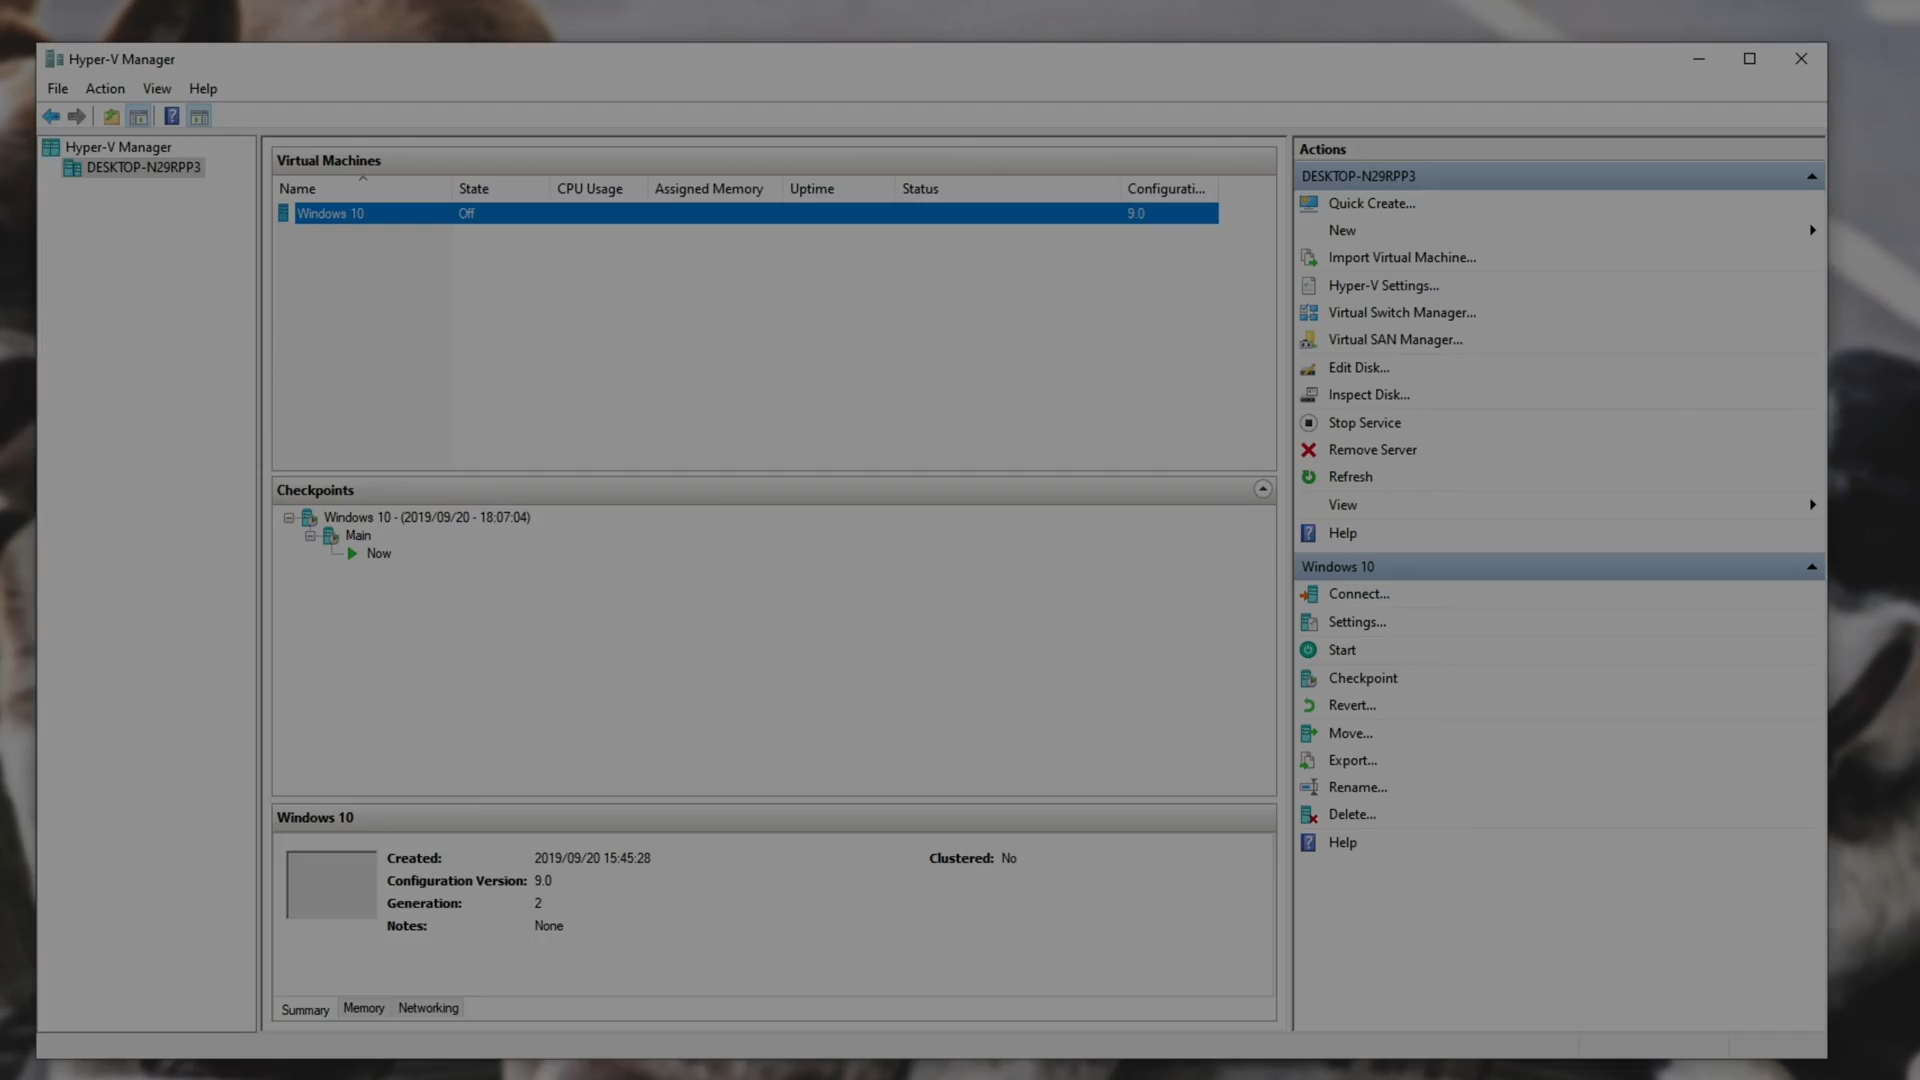 Hyper-V Manager
File Action View Help
Hyper-V Manager
DESKTOP-N29RPP3
Virtual Machines
Name State CPU Usage Assigned Memory Uptime Status Configurati...
Windows 10 Off 9.0
Checkpoints
Windows 10 - (2019/09/20 - 18:07:04)
Main
Now
Windows 10
Created: 2019/09/20 15:45:28 Clustered: No
Configuration Version: 9.0
Generation: 2
Notes: None
Summary Memory Networking
Actions
DESKTOP-N29RPP3
Quick Create...
New
Import Virtual Machine...
Hyper-V Settings...
Virtual Switch Manager...
Virtual SAN Manager...
Edit Disk...
Inspect Disk...
Stop Service
Remove Server
Refresh
View
Help
Windows 10
Connect...
Settings...
Start
Checkpoint
Revert...
Move...
Export...
Rename...
Delete...
Help